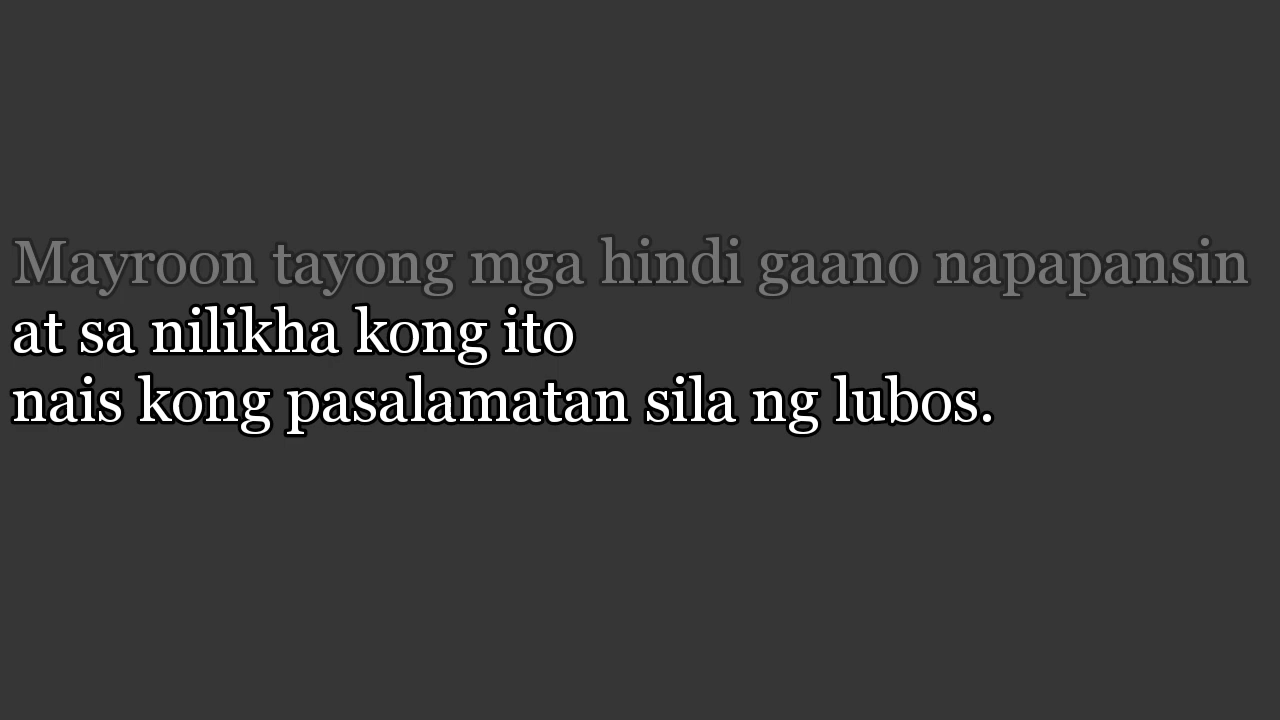 Mayroon tayong mga hindi gaano napapansin
at sa nilikha kong ito
nais kong pasalamatan sila ng lubos.